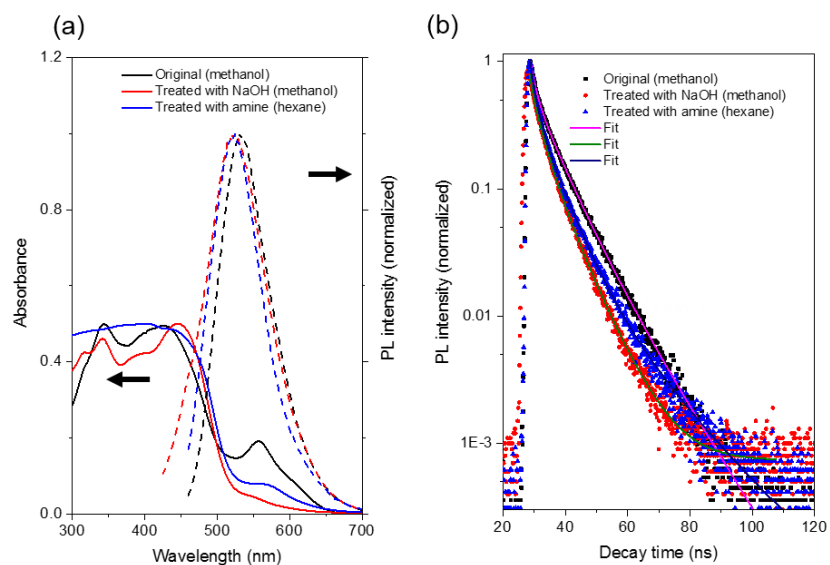 (a)
1.2
Original (methanol)
Treated with NaOH (methanol)
Treated with amine (hexane)
0.8
0.4
0.0
Absorbance
PL intensity (normalized)
300 400 500 600 700
Wavelength (nm)
(b)
1
Original (methanol)
Treated with NaOH (methanol)
Treated with amine (hexane)
Fit
Fit
Fit
0.1
0.01
1E-3
PL intensity (normalized)
20 40 60 80 100 120
Decay time (ns)